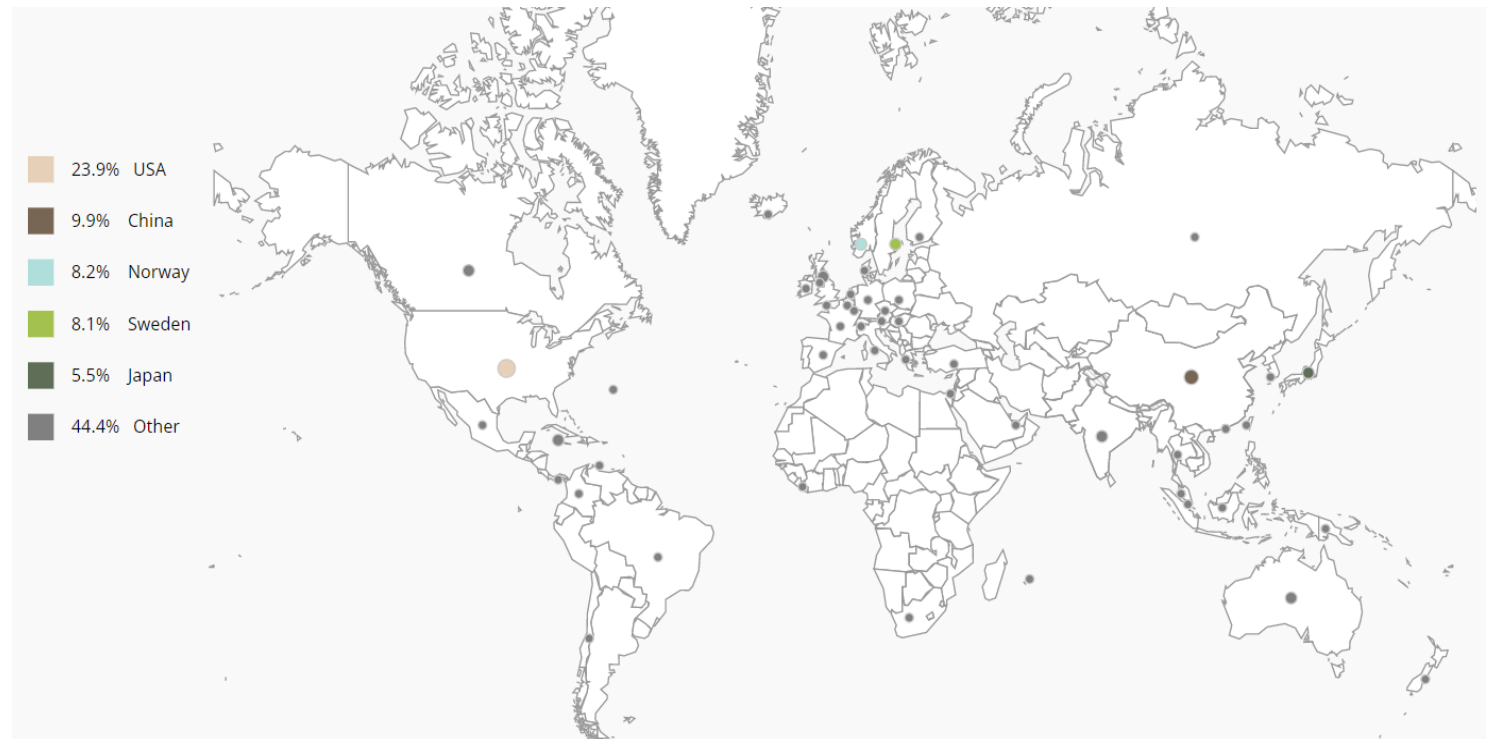 23.9% USA
9.9% China
8.2% Norway
8.1% Sweden
5.5% Japan
44.4% Other